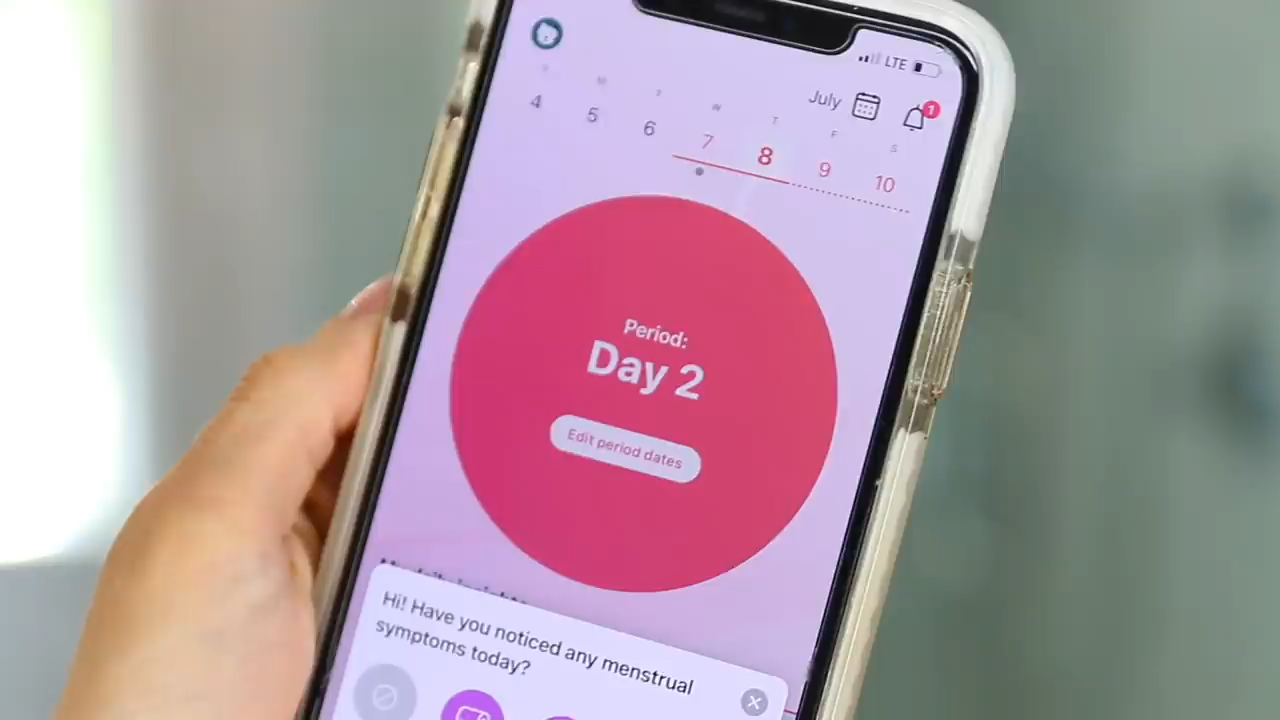 LTE
July
1
S M T W T F S
4 5 6 7 8 9 10
Period:
Day 2
Edit period dates
Hi! Have you noticed any menstrual
symptoms today?